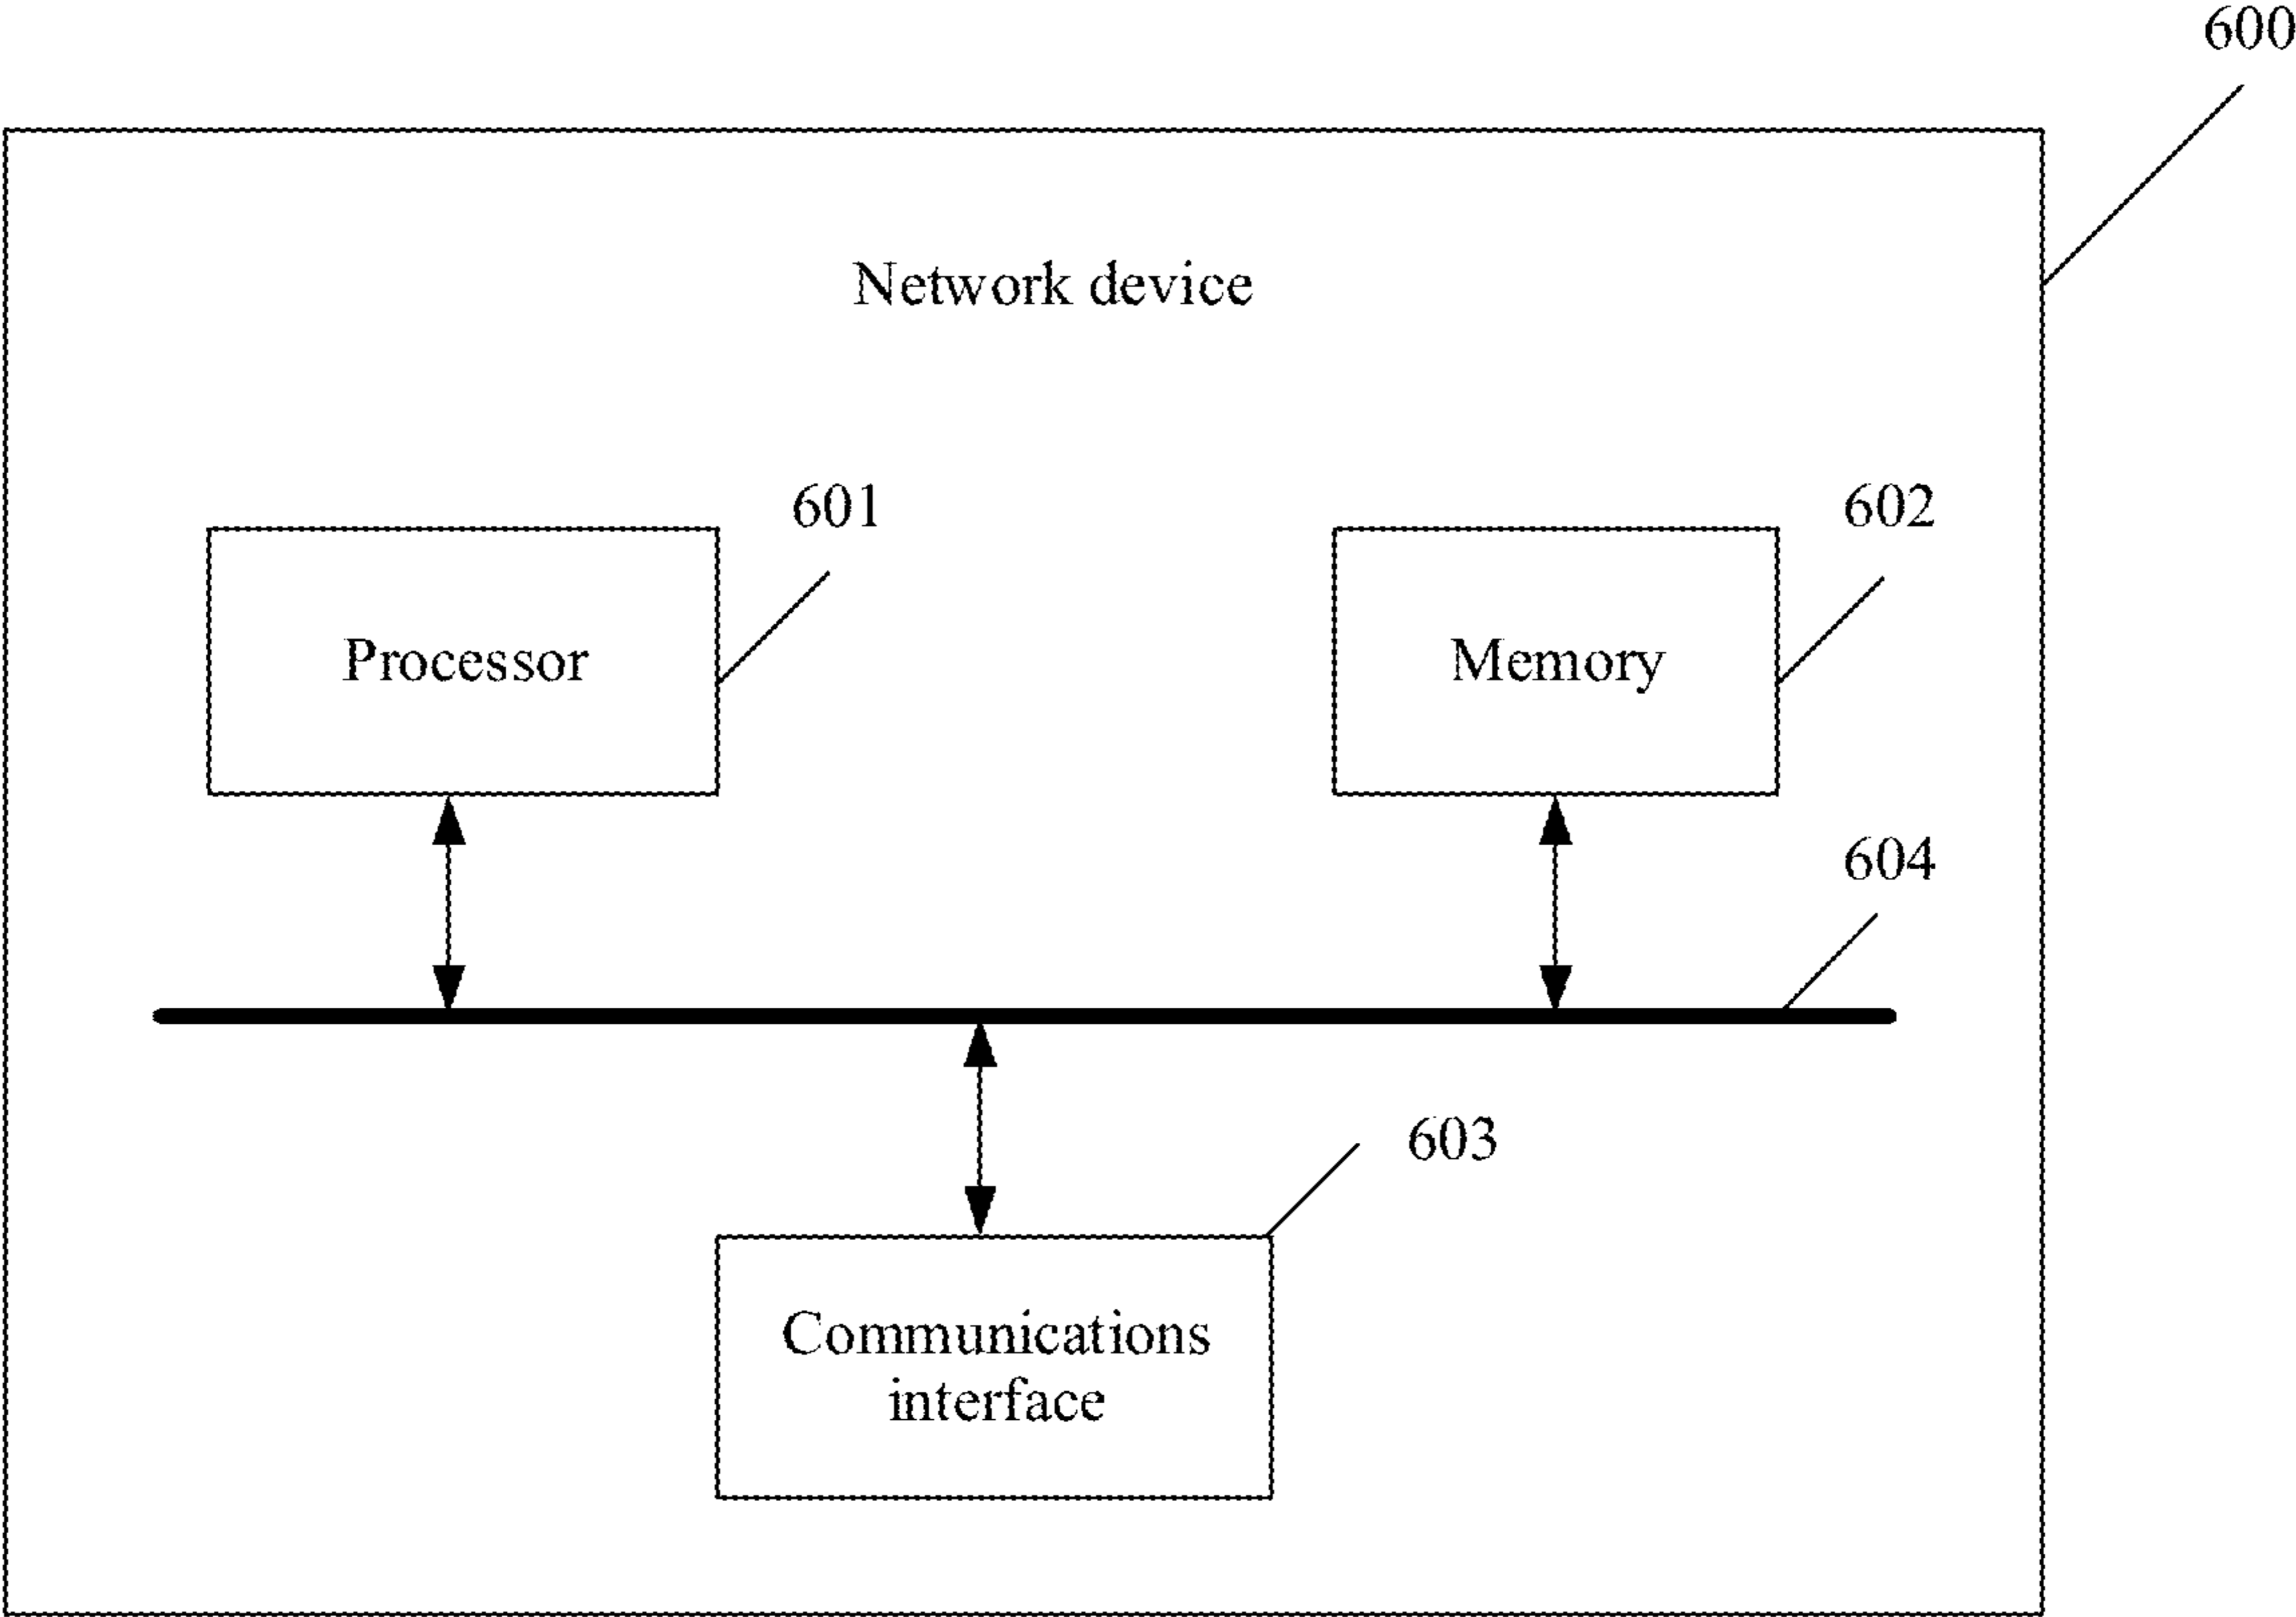 600
Network device
601
602
Processor
Memory
604
603
Communications
interface